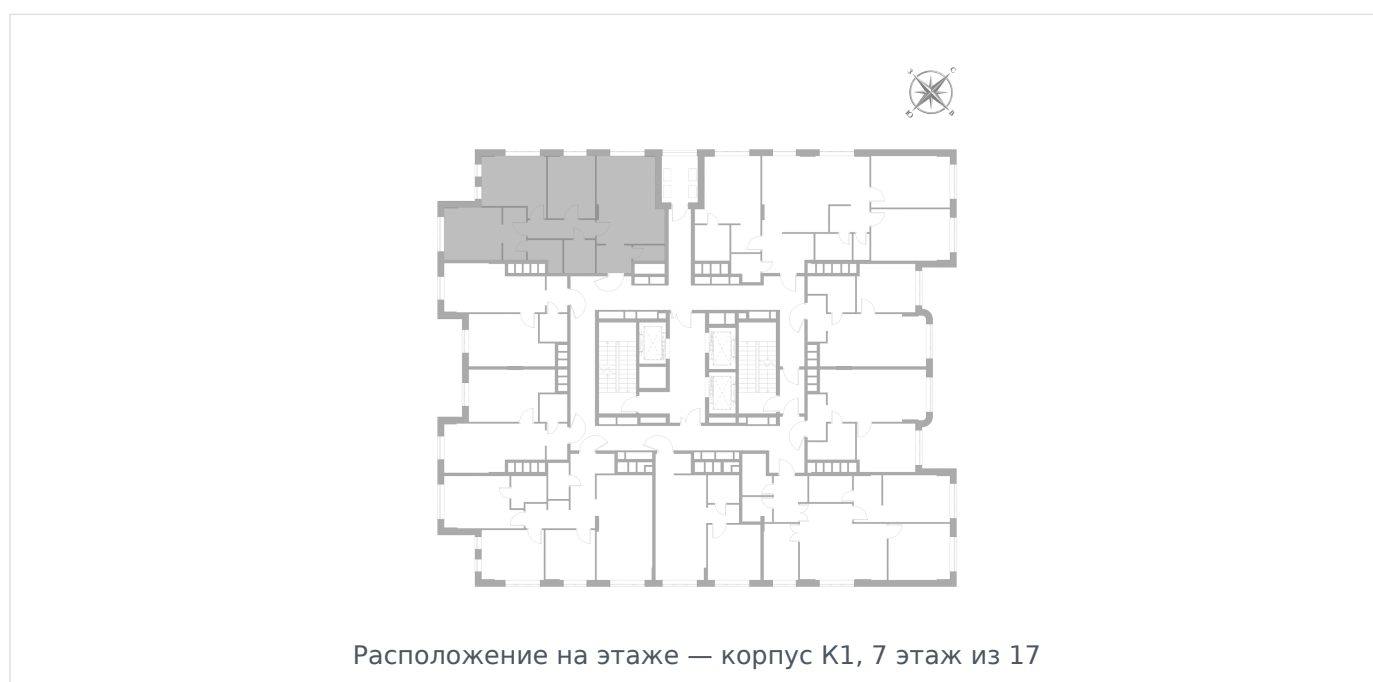 З С
Ю В
Расположение на этаже — корпус К1, 7 этаж из 17